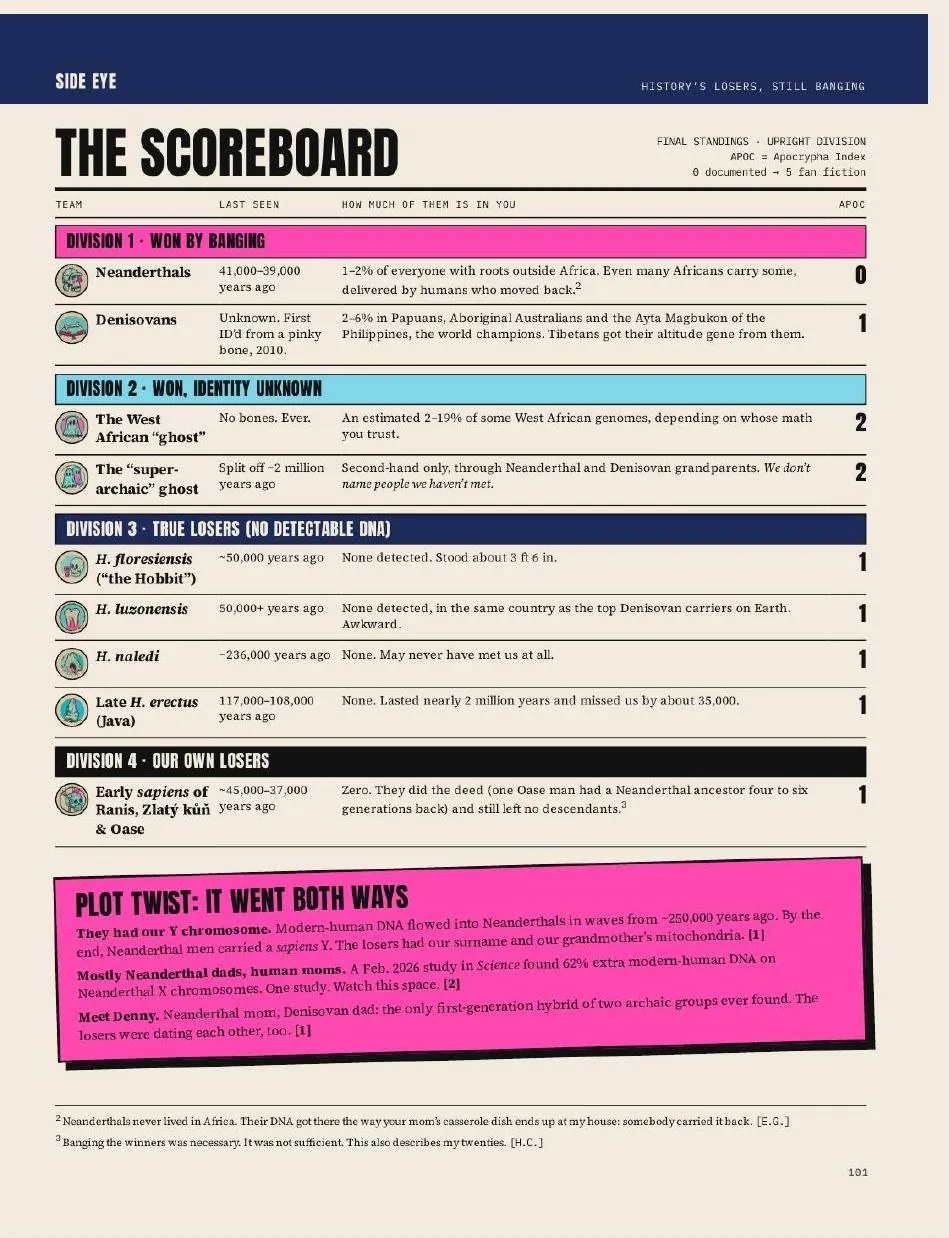 SIDE EYE
HISTORY'S LOSERS, STILL BANGING
THE SCOREBOARD
FINAL STANDINGS · UPRIGHT DIVISION
APOC = Apocrypha Index
0 documented → 5 fan fiction
TEAM LAST SEEN HOW MUCH OF THEM IS IN YOU APOC
DIVISION 1 · WON BY BANGING
Neanderthals
41,000–39,000
years ago
1–2% of everyone with roots outside Africa. Even many Africans carry some,
delivered by humans who moved back.2
0
Denisovans
Unknown. First
ID'd from a pinky
bone, 2010.
2–6% in Papuans, Aboriginal Australians and the Ayta Magbukon of the
Philippines, the world champions. Tibetans got their altitude gene from them.
1
DIVISION 2 · WON, IDENTITY UNKNOWN
The West
African “ghost”
No bones. Ever.
An estimated 2–19% of some West African genomes, depending on whose math
you trust.
2
The “super-
archaic” ghost
Split off ~2 million
years ago
Second-hand only, through Neanderthal and Denisovan grandparents. We don't
name people we haven't met.
2
DIVISION 3 · TRUE LOSERS (NO DETECTABLE DNA)
H. floresiensis
(“the Hobbit”)
~50,000 years ago
None detected. Stood about 3 ft 6 in.
1
H. luzonensis
50,000+ years ago
None detected, in the same country as the top Denisovan carriers on Earth.
Awkward.
1
H. naledi
~236,000 years ago
None. May never have met us at all.
1
Late H. erectus
(Java)
117,000–108,000
years ago
None. Lasted nearly 2 million years and missed us by about 35,000.
1
DIVISION 4 · OUR OWN LOSERS
Early sapiens of
Ranis, Zlatý kůň
& Oase
~45,000–37,000
years ago
Zero. They did the deed (one Oase man had a Neanderthal ancestor four to six
generations back) and still left no descendants.3
1
PLOT TWIST: IT WENT BOTH WAYS
They had our Y chromosome. Modern-human DNA flowed into Neanderthals in waves from ~250,000 years ago. By the
end, Neanderthal men carried a sapiens Y. The losers had our surname and our grandmother's mitochondria. [1]
Mostly Neanderthal dads, human moms. A Feb. 2026 study in Science found 62% extra modern-human DNA on
Neanderthal X chromosomes. One study. Watch this space. [2]
Meet Denny. Neanderthal mom, Denisovan dad: the only first-generation hybrid of two archaic groups ever found. The
losers were dating each other, too. [1]
2 Neanderthals never lived in Africa. Their DNA got there the way your mom's casserole dish ends up at my house: somebody carried it back. [E.G.]
3 Banging the winners was necessary. It was not sufficient. This also describes my twenties. [H.C.]
101